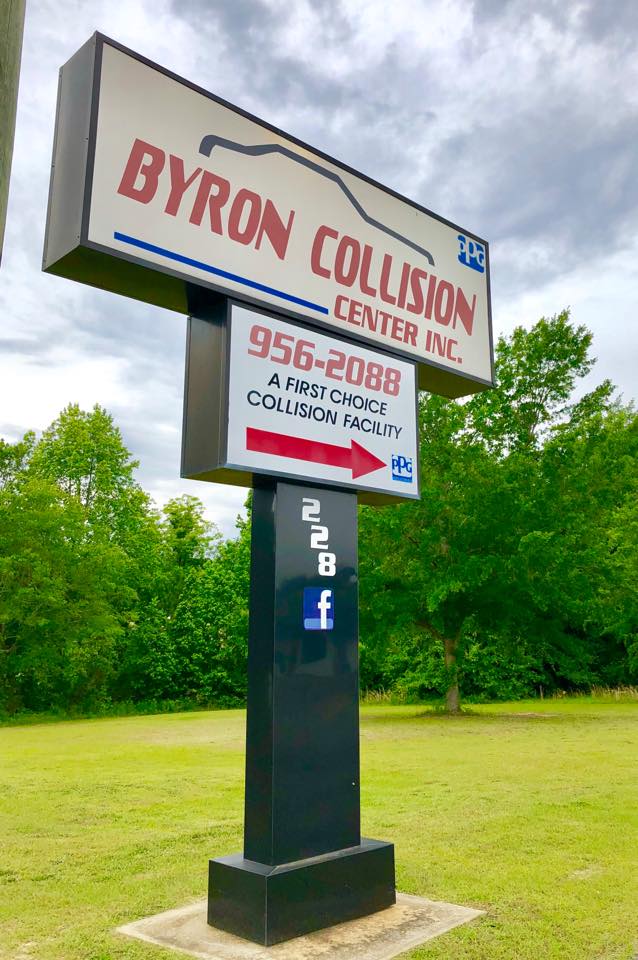 BYRON COLLISION
PPG
CENTER INC.
956-2088
A FIRST CHOICE
COLLISION FACILITY
PPG
228
f